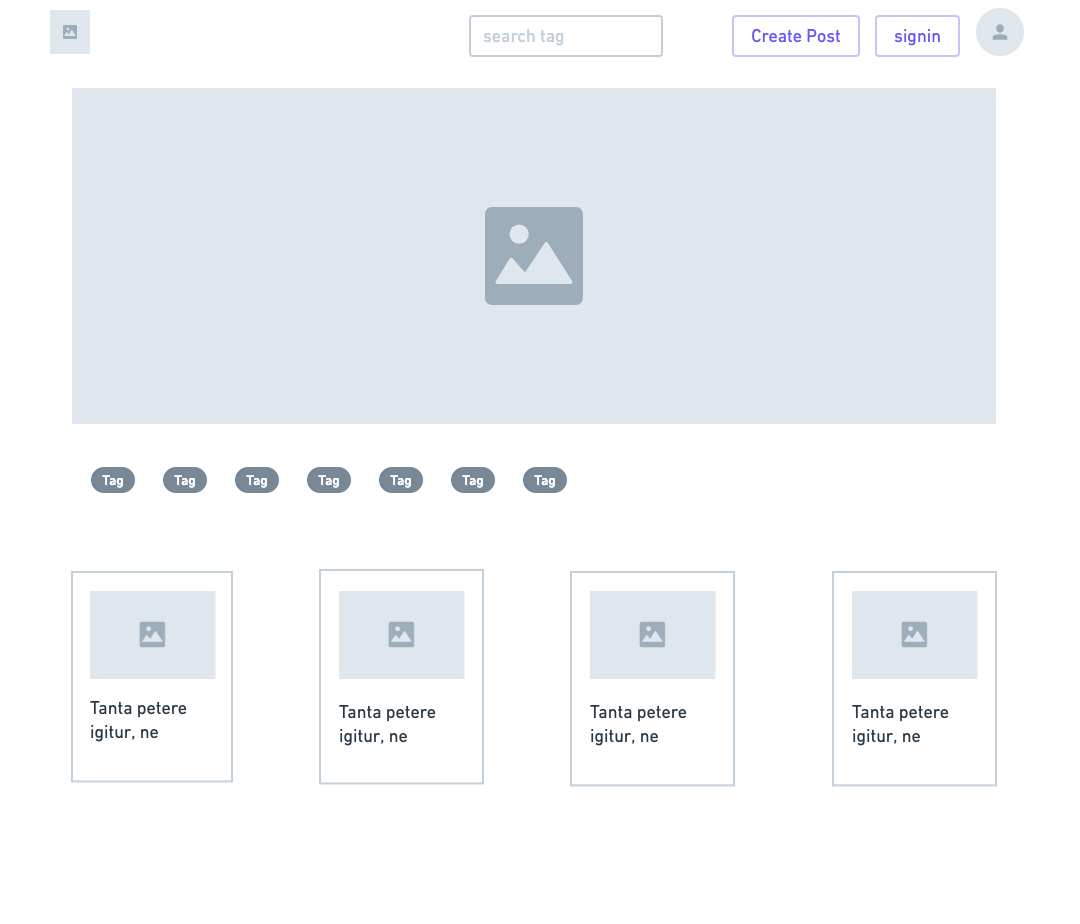 search tag
Create Post
signin
Tag Tag Tag Tag Tag Tag Tag
Tanta petere
igitur, ne
Tanta petere
igitur, ne
Tanta petere
igitur, ne
Tanta petere
igitur, ne